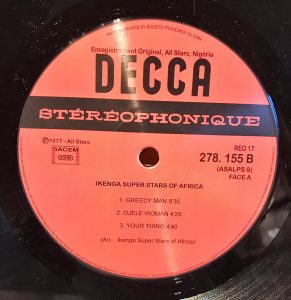 Enregistrement Original, All Stars, Nigéria
DECCA
STÉRÉOPHONIQUE
℗1977 - All Stars
REO 17
SACEM
278. 155 B
(ASALPS 9)
FACE A
IKENGA SUPER STARS OF AFRICA
1. GREEDY MAN 8'35
2. OJELE WOMAN 4'25
3. YOUR THING 4'40
(Arr. : Ikenga Super Stars of Africa)